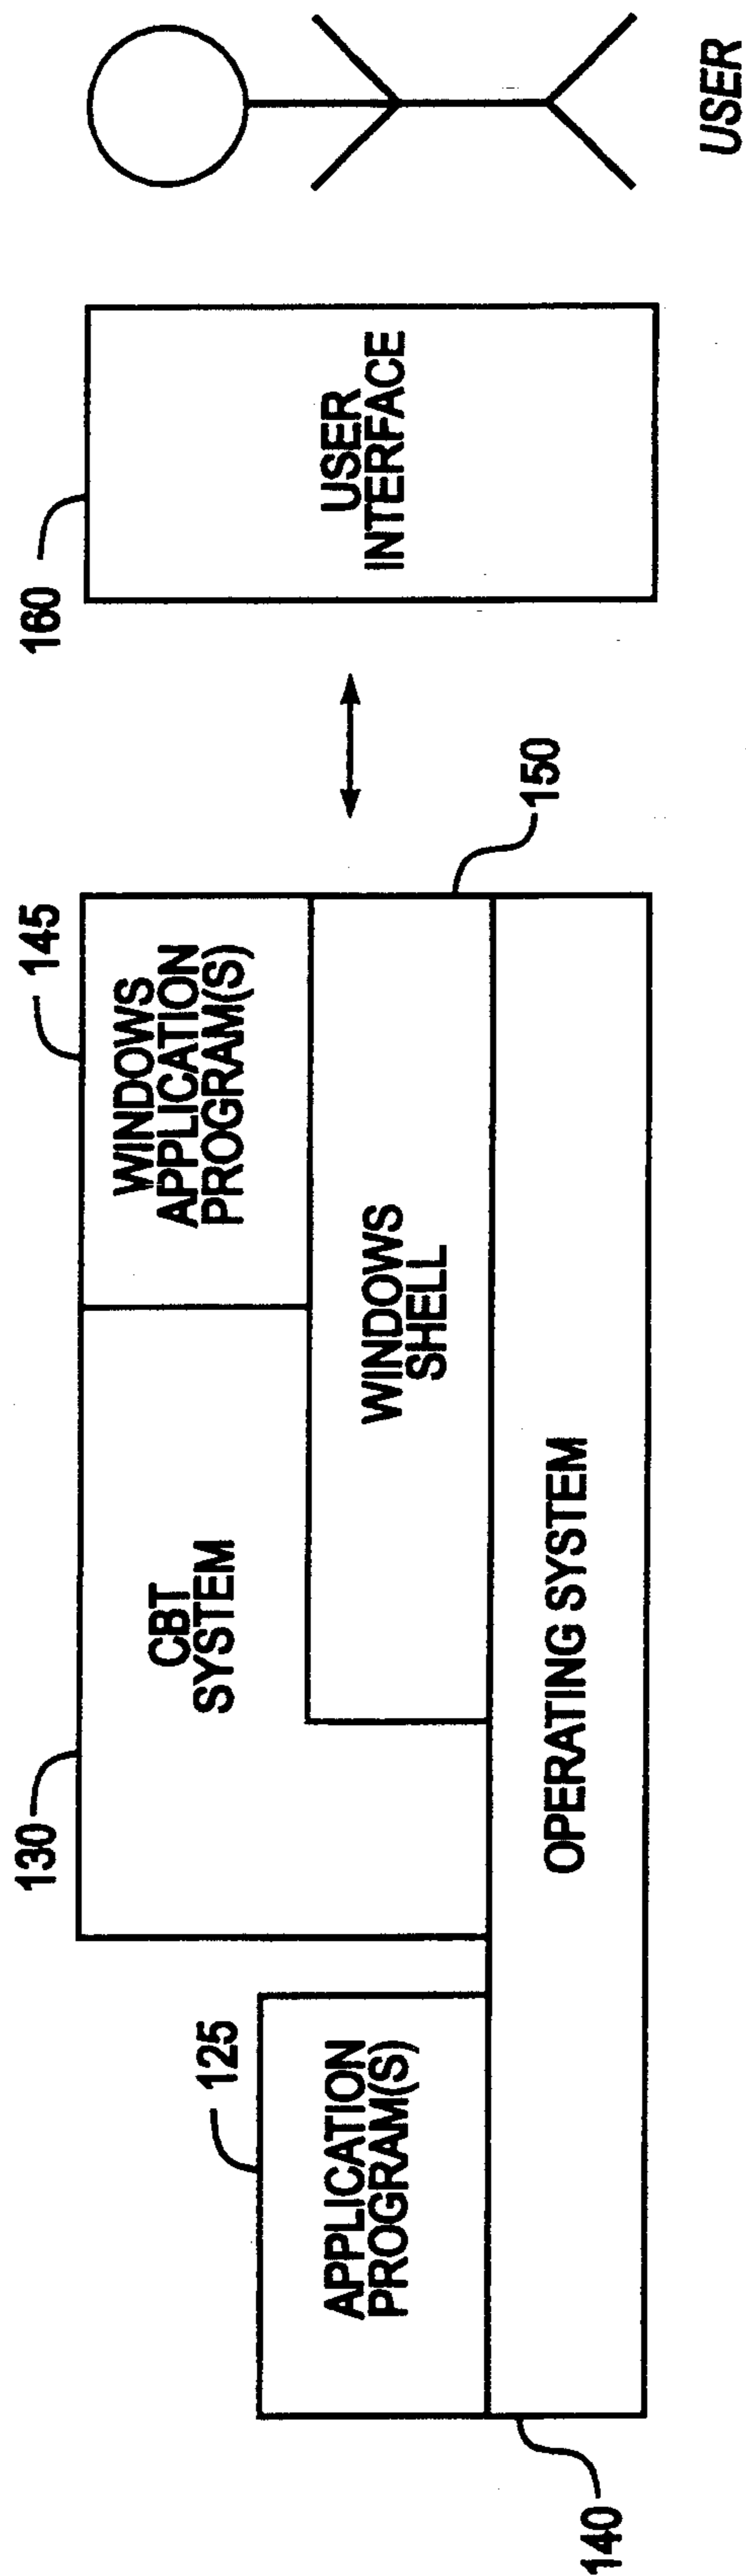 130
145
160
125
CBT
SYSTEM
WINDOWS
APPLICATION
PROGRAM(S)
USER
INTERFACE
APPLICATION
PROGRAM(S)
WINDOWS
SHELL
150
OPERATING SYSTEM
140
USER